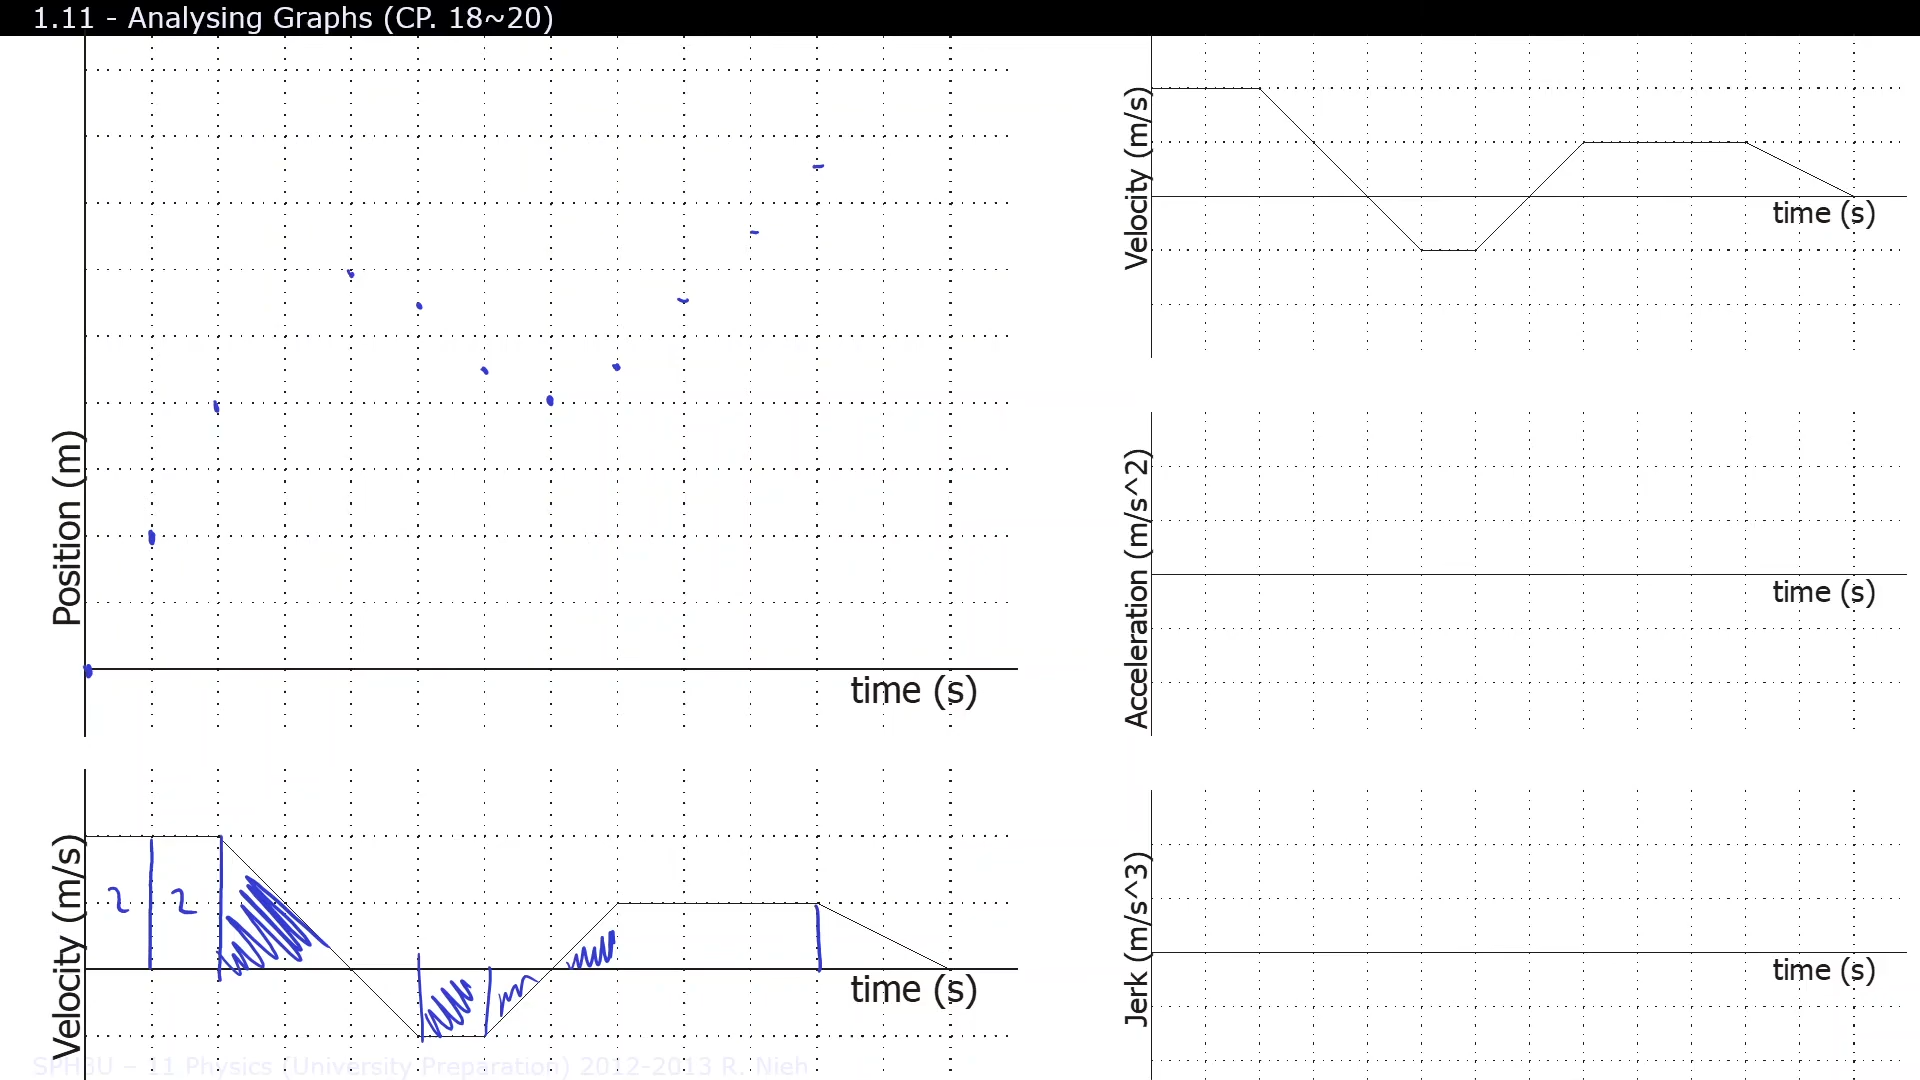 1.11 - Analysing Graphs (CP. 18~20)
Position (m)
time (s)
Velocity (m/s)
2 2
time (s)
SPH3U – 11 Physics (University Preparation) 2012-2013 R. Nieh
Velocity (m/s)
time (s)
Acceleration (m/s^2)
time (s)
Jerk (m/s^3)
time (s)